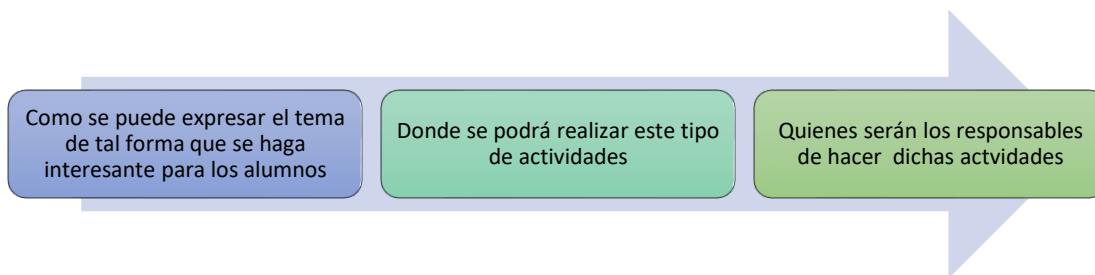 Como se puede expresar el tema
de tal forma que se haga
interesante para los alumnos
Donde se podrá realizar este tipo
de actividades
Quienes serán los responsables
de hacer dichas actvidades